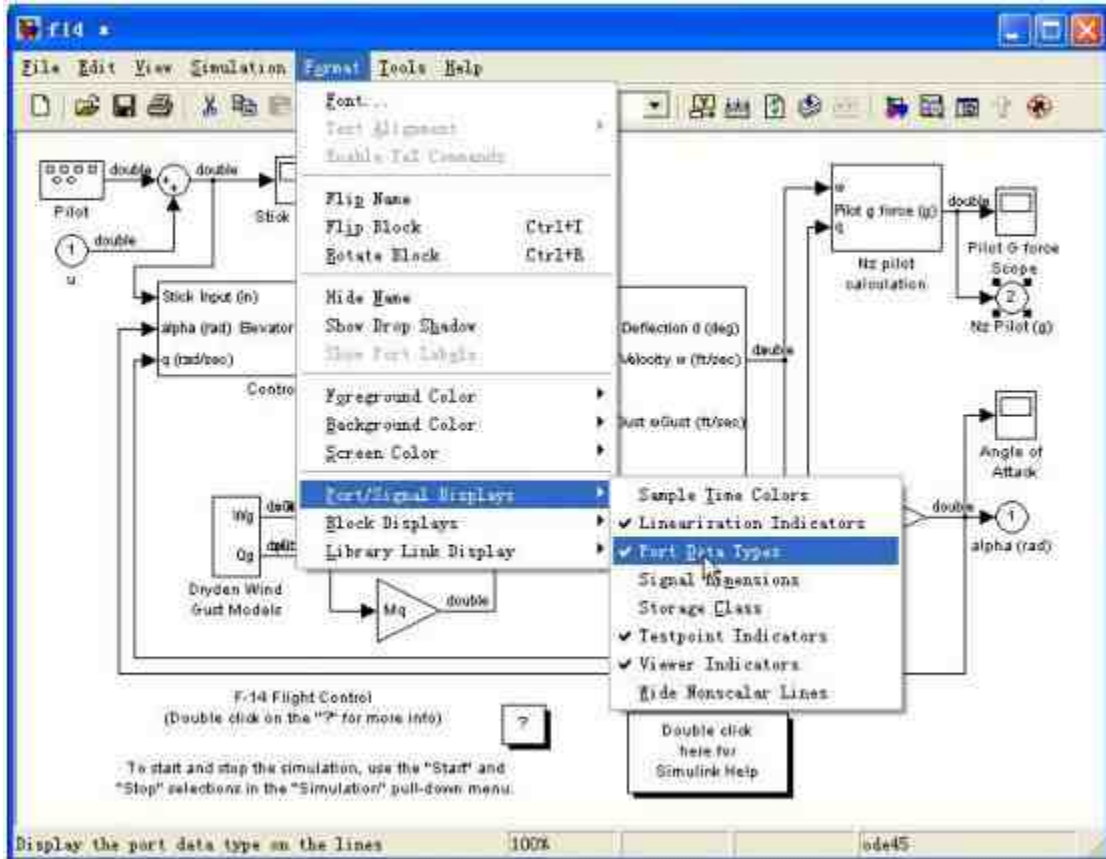 f14 *
File Edit View Simulation Format Tools Help
Font...
Text Alignment
Enable TeX Commands
Flip Name
Flip Block Ctrl+I
Rotate Block Ctrl+R
Hide Name
Show Drop Shadow
Show Port Labels
Foreground Color
Background Color
Screen Color
Port/Signal Displays
Block Displays
Library Link Display
Sample Time Colors
Linearization Indicators
Port Data Types
Signal Dimensions
Storage Class
Testpoint Indicators
Viewer Indicators
Wide Nonscalar Lines
double
double
Pilot
Stick
1
double
u
Stick Input (in)
alpha (rad) Elevator
q (rad/sec)
Contro
w
Pilot g force (g)
q
double
Nz pilot
calculation
Pilot G force
Scope
2
Nz Pilot (g)
Deflection d (deg)
Velocity w (ft/sec)
double
Gust wGust (ft/sec)
Angle of
Attack
double
1
alpha (rad)
Wg
Qg
Dryden Wind
Gust Models
Mq
double
F-14 Flight Control
(Double click on the "?" for more info)
?
Double click
here for
Simulink Help
To start and stop the simulation, use the "Start" and
"Stop" selections in the "Simulation" pull-down menu.
Display the port data type on the lines 100% ode45